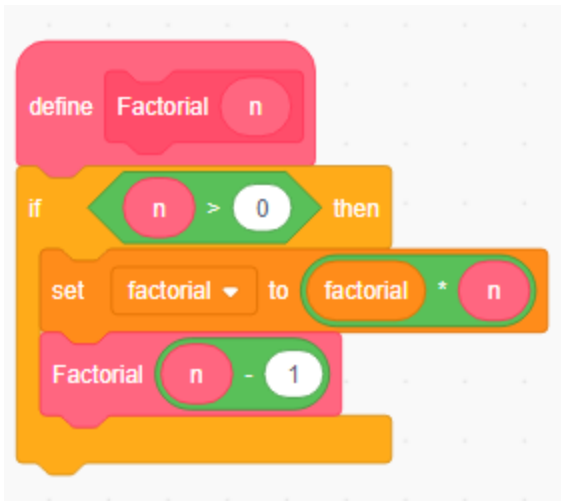 define Factorial n
if n > 0 then
set factorial to factorial * n
Factorial n - 1